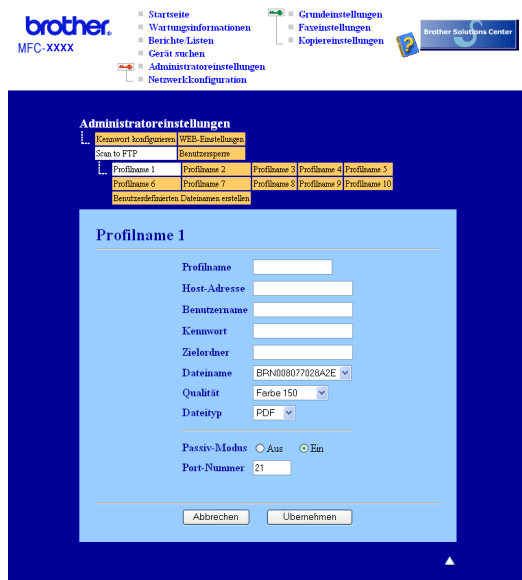 brother.
MFC-XXXX
Startseite
Wartungsinformationen
Berichte/Listen
Gerät suchen
Administratoreinstellungen
Netzwerkkonfiguration
Grundeinstellungen
Faxeinstellungen
Kopiereinstellungen
Brother Solutions Center
Administratoreinstellungen
Kennwort konfigurieren WEB-Einstellungen
Scan to FTP Benutzersperre
Profilname 1 Profilname 2 Profilname 3 Profilname 4 Profilname 5
Profilname 6 Profilname 7 Profilname 8 Profilname 9 Profilname 10
Benutzerdefinierten Dateinamen erstellen
Profilname 1
Profilname
Host-Adresse
Benutzername
Kennwort
Zielordner
Dateiname BRN008077028A2E
Qualität Farbe 150
Dateityp PDF
Passiv-Modus Aus Ein
Port-Nummer 21
Abbrechen Übernehmen